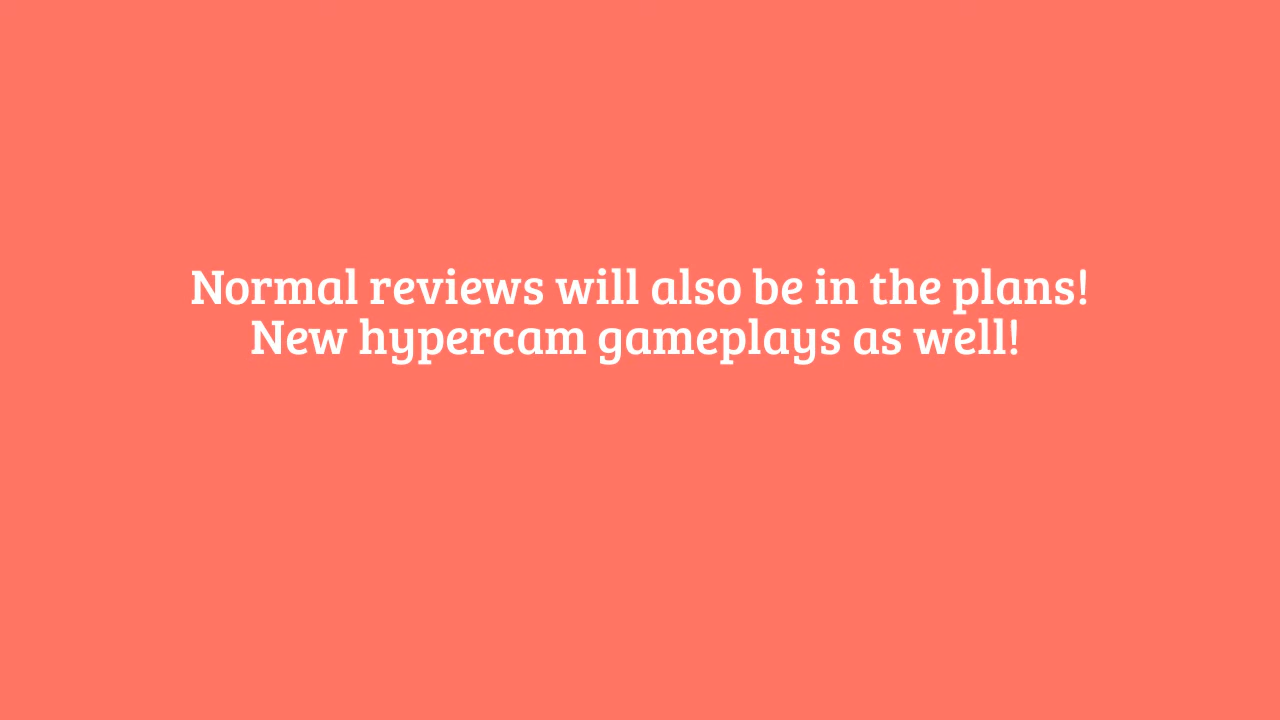 Normal reviews will also be in the plans!
New hypercam gameplays as well!